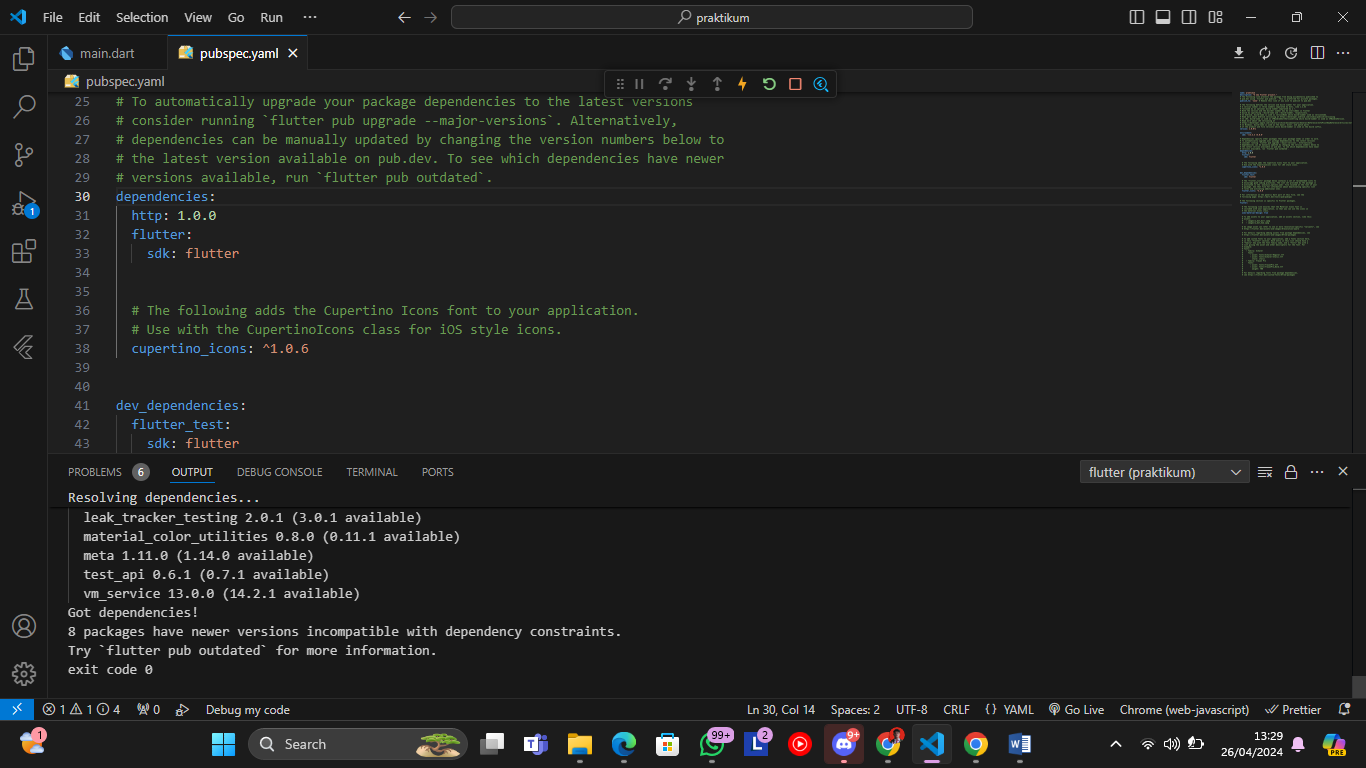 File Edit Selection View Go Run ··· praktikum
main.dart pubspec.yaml
pubspec.yaml
25 # To automatically upgrade your package dependencies to the latest versions
26 # consider running `flutter pub upgrade --major-versions`. Alternatively,
27 # dependencies can be manually updated by changing the version numbers below to
28 # the latest version available on pub.dev. To see which dependencies have newer
29 # versions available, run `flutter pub outdated`.
30 dependencies:
31 http: 1.0.0
32 flutter:
33 sdk: flutter
34
35
36 # The following adds the Cupertino Icons font to your application.
37 # Use with the CupertinoIcons class for iOS style icons.
38 cupertino_icons: ^1.0.6
39
40
41 dev_dependencies:
42 flutter_test:
43 sdk: flutter
1
PROBLEMS 6 OUTPUT DEBUG CONSOLE TERMINAL PORTS flutter (praktikum)
Resolving dependencies...
leak_tracker_testing 2.0.1 (3.0.1 available)
material_color_utilities 0.8.0 (0.11.1 available)
meta 1.11.0 (1.14.0 available)
test_api 0.6.1 (0.7.1 available)
vm_service 13.0.0 (14.2.1 available)
Got dependencies!
8 packages have newer versions incompatible with dependency constraints.
Try `flutter pub outdated` for more information.
exit code 0
1 1 4 0 Debug my code Ln 30, Col 14 Spaces: 2 UTF-8 CRLF {} YAML Go Live Chrome (web-javascript) Prettier
1 Search 99+ L 2 9+ W 13:29 PRE
26/04/2024